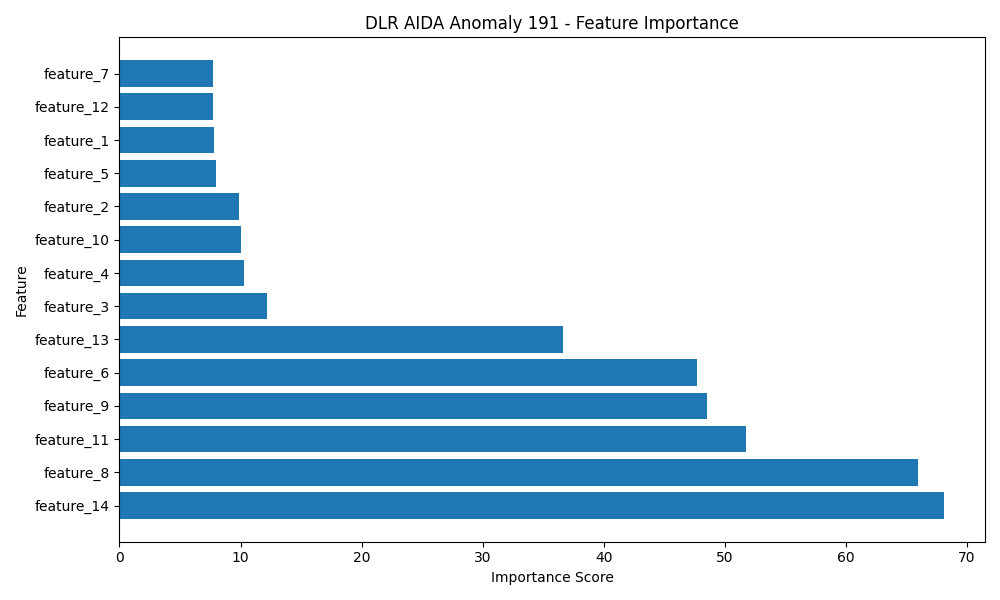 DLR AIDA Anomaly 191 - Feature Importance
feature_7
feature_12
feature_1
feature_5
feature_2
feature_10
feature_4
feature_3
feature_13
feature_6
feature_9
feature_11
feature_8
feature_14
Feature
0 10 20 30 40 50 60 70
Importance Score